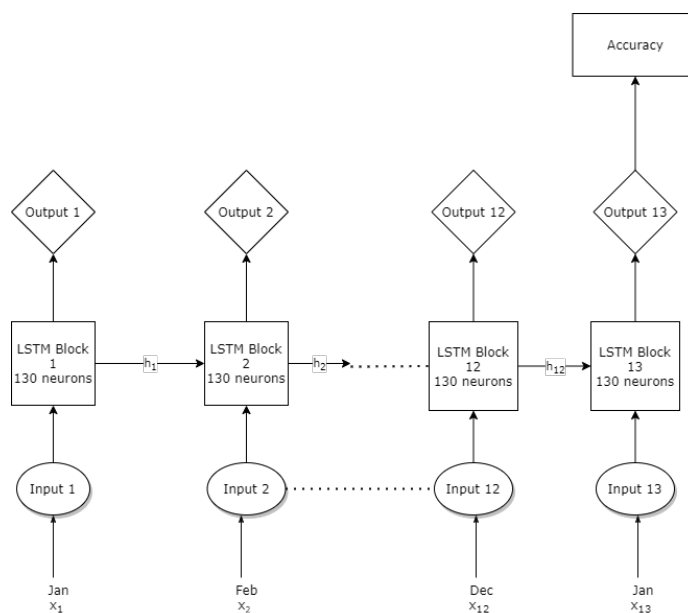 Accuracy
Output 1
Output 2
Output 12
Output 13
LSTM Block
1
130 neurons
h₁
LSTM Block
2
130 neurons
h₂
LSTM Block
12
130 neurons
h₁₂
LSTM Block
13
130 neurons
Input 1
Input 2
Input 12
Input 13
Jan
x₁
Feb
x₂
Dec
x₁₂
Jan
x₁₃